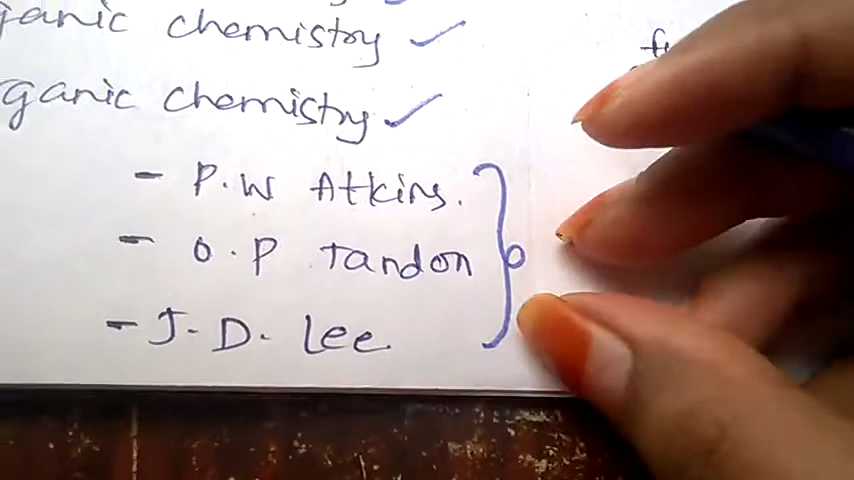 ganic chemistry ✓
ganic chemistry ✓
- P.W Atkins.
- O.P Tandon
- J.D. Lee